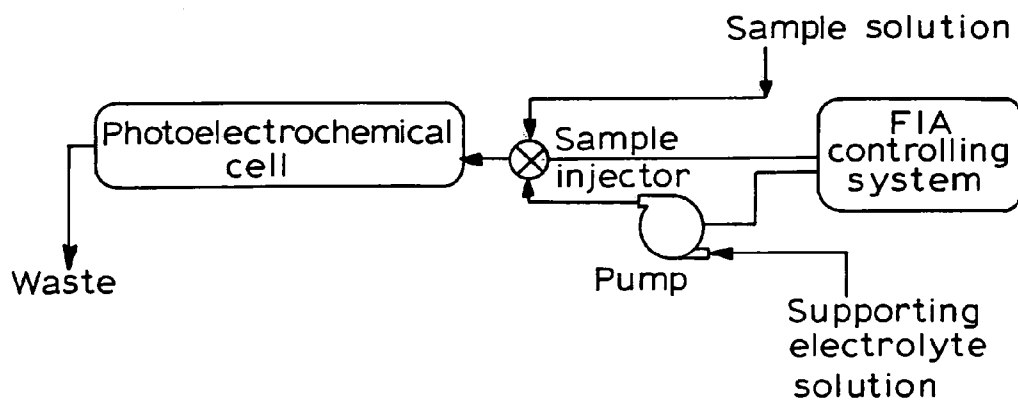 Sample solution
Photoelectrochemical
cell
Sample
injector
FIA
controlling
system
Pump
Waste
Supporting
electrolyte
solution